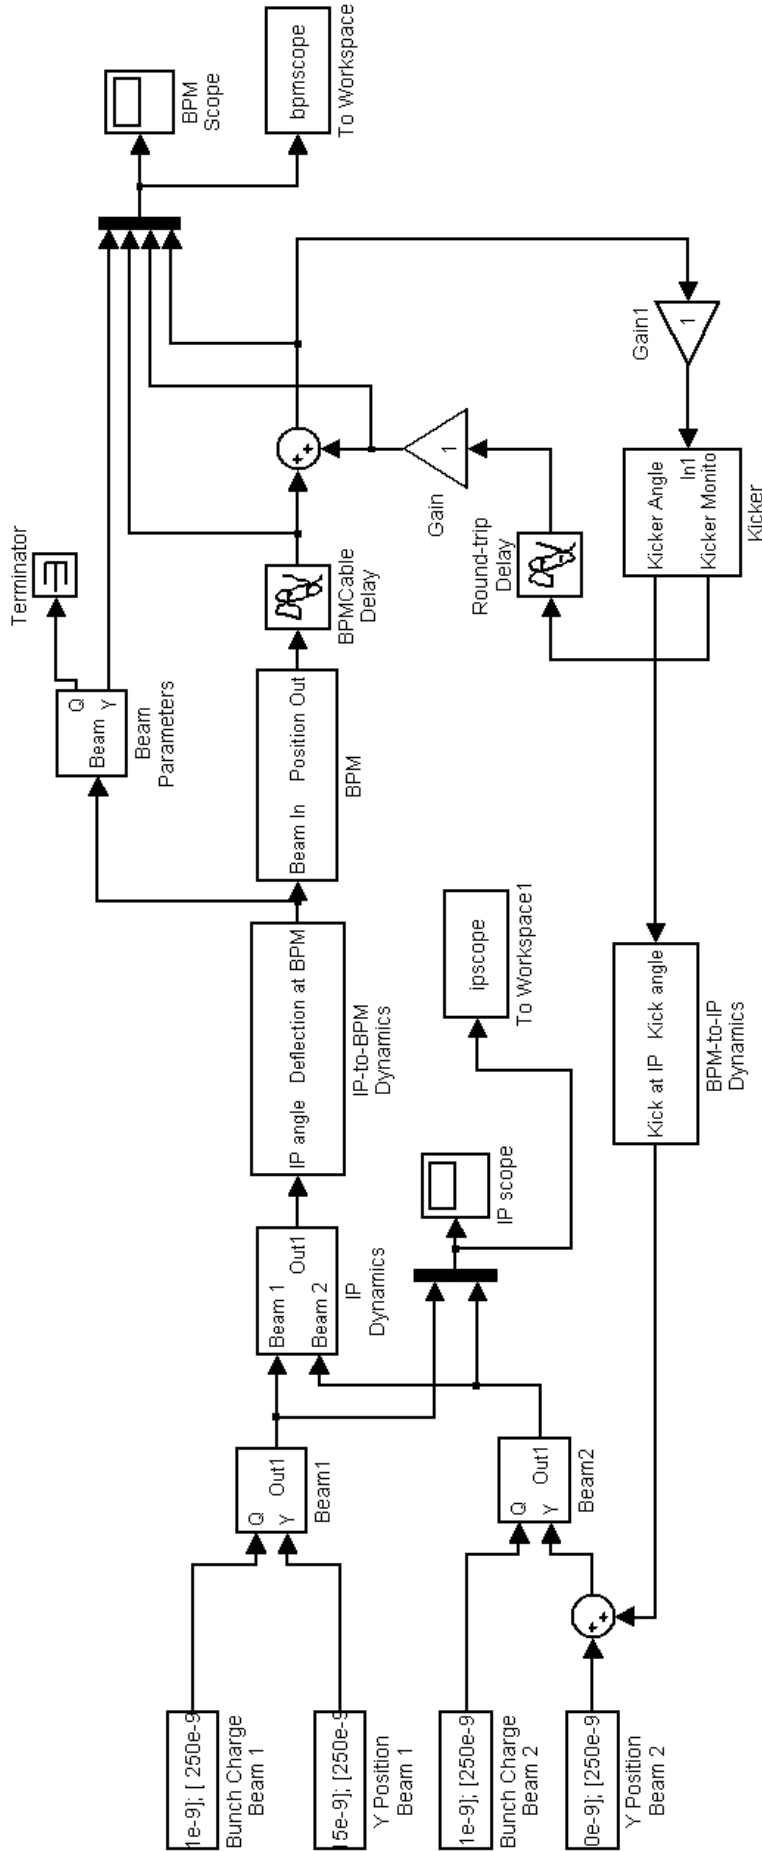 1e-9]; [ 250e-9
Bunch Charge
Beam 1
15e-9]; [250e-9
Y Position
Beam 1
1e-9]; [250e-9
Bunch Charge
Beam 2
0e-9]; [250e-9
Y Position
Beam 2
Q
Y
Out1
Beam1
Q
Y
Out1
Beam2
Beam 1
Beam 2
Out1
IP
Dynamics
IP scope
ipscope
To Workspace1
IP angle Deflection at BPM
IP-to-BPM
Dynamics
Beam In Position Out
BPM
Beam
Q
Y
Beam
Parameters
Terminator
BPMCable
Delay
Round-trip
Delay
1
Gain
BPM
Scope
bpmscope
To Workspace
1
Gain1
Kicker Angle
In1
Kicker Monito
Kicker
Kick at IP Kick angle
BPM-to-IP
Dynamics